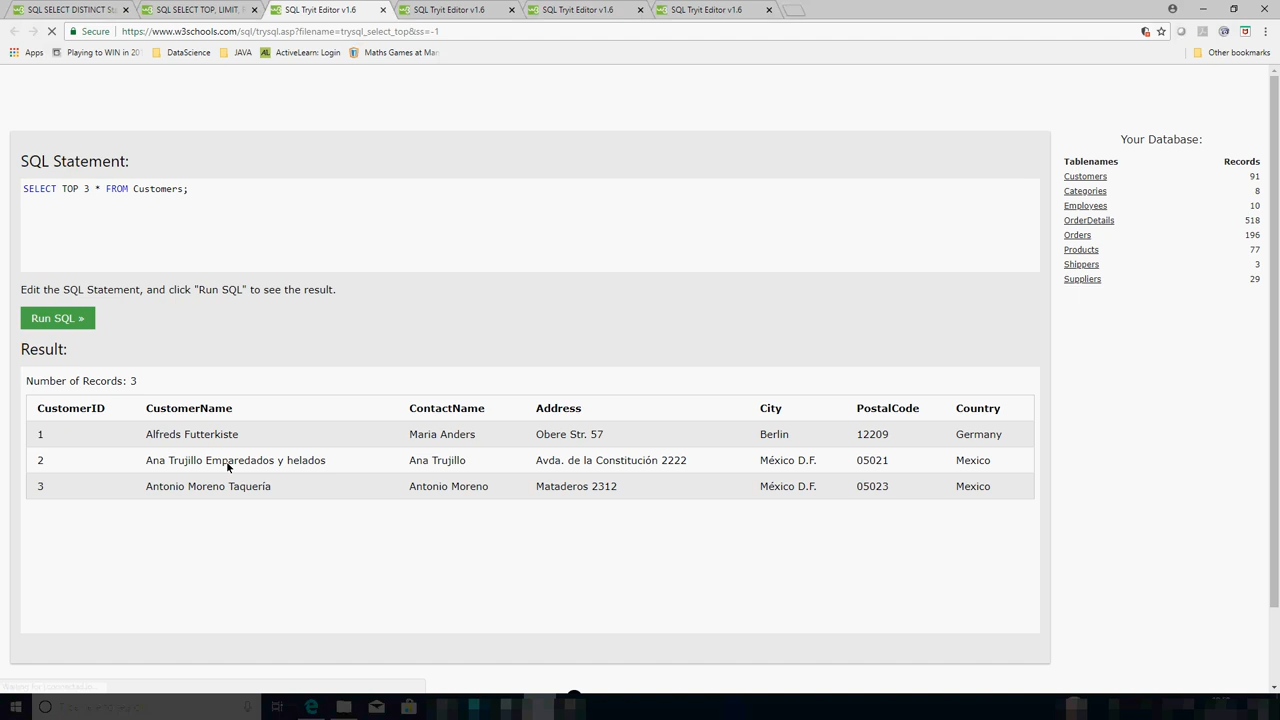 SQL SELECT DISTINCT St
SQL SELECT TOP, LIMIT, F
SQL Tryit Editor v1.6
SQL Tryit Editor v1.6
SQL Tryit Editor v1.6
SQL Tryit Editor v1.6
Secure https://www.w3schools.com/sql/trysql.asp?filename=trysql_select_top&ss=-1
Apps Playing to WIN in 20 DataScience JAVA ActiveLearn: Login Maths Games at Mar Other bookmarks
SQL Statement:
SELECT TOP 3 * FROM Customers;
Edit the SQL Statement, and click "Run SQL" to see the result.
Run SQL »
Result:
Number of Records: 3
CustomerID CustomerName ContactName Address City PostalCode Country
1 Alfreds Futterkiste Maria Anders Obere Str. 57 Berlin 12209 Germany
2 Ana Trujillo Emparedados y helados Ana Trujillo Avda. de la Constitución 2222 México D.F. 05021 Mexico
3 Antonio Moreno Taquería Antonio Moreno Mataderos 2312 México D.F. 05023 Mexico
Your Database:
Tablenames Records
Customers 91
Categories 8
Employees 10
OrderDetails 518
Orders 196
Products 77
Shippers 3
Suppliers 29